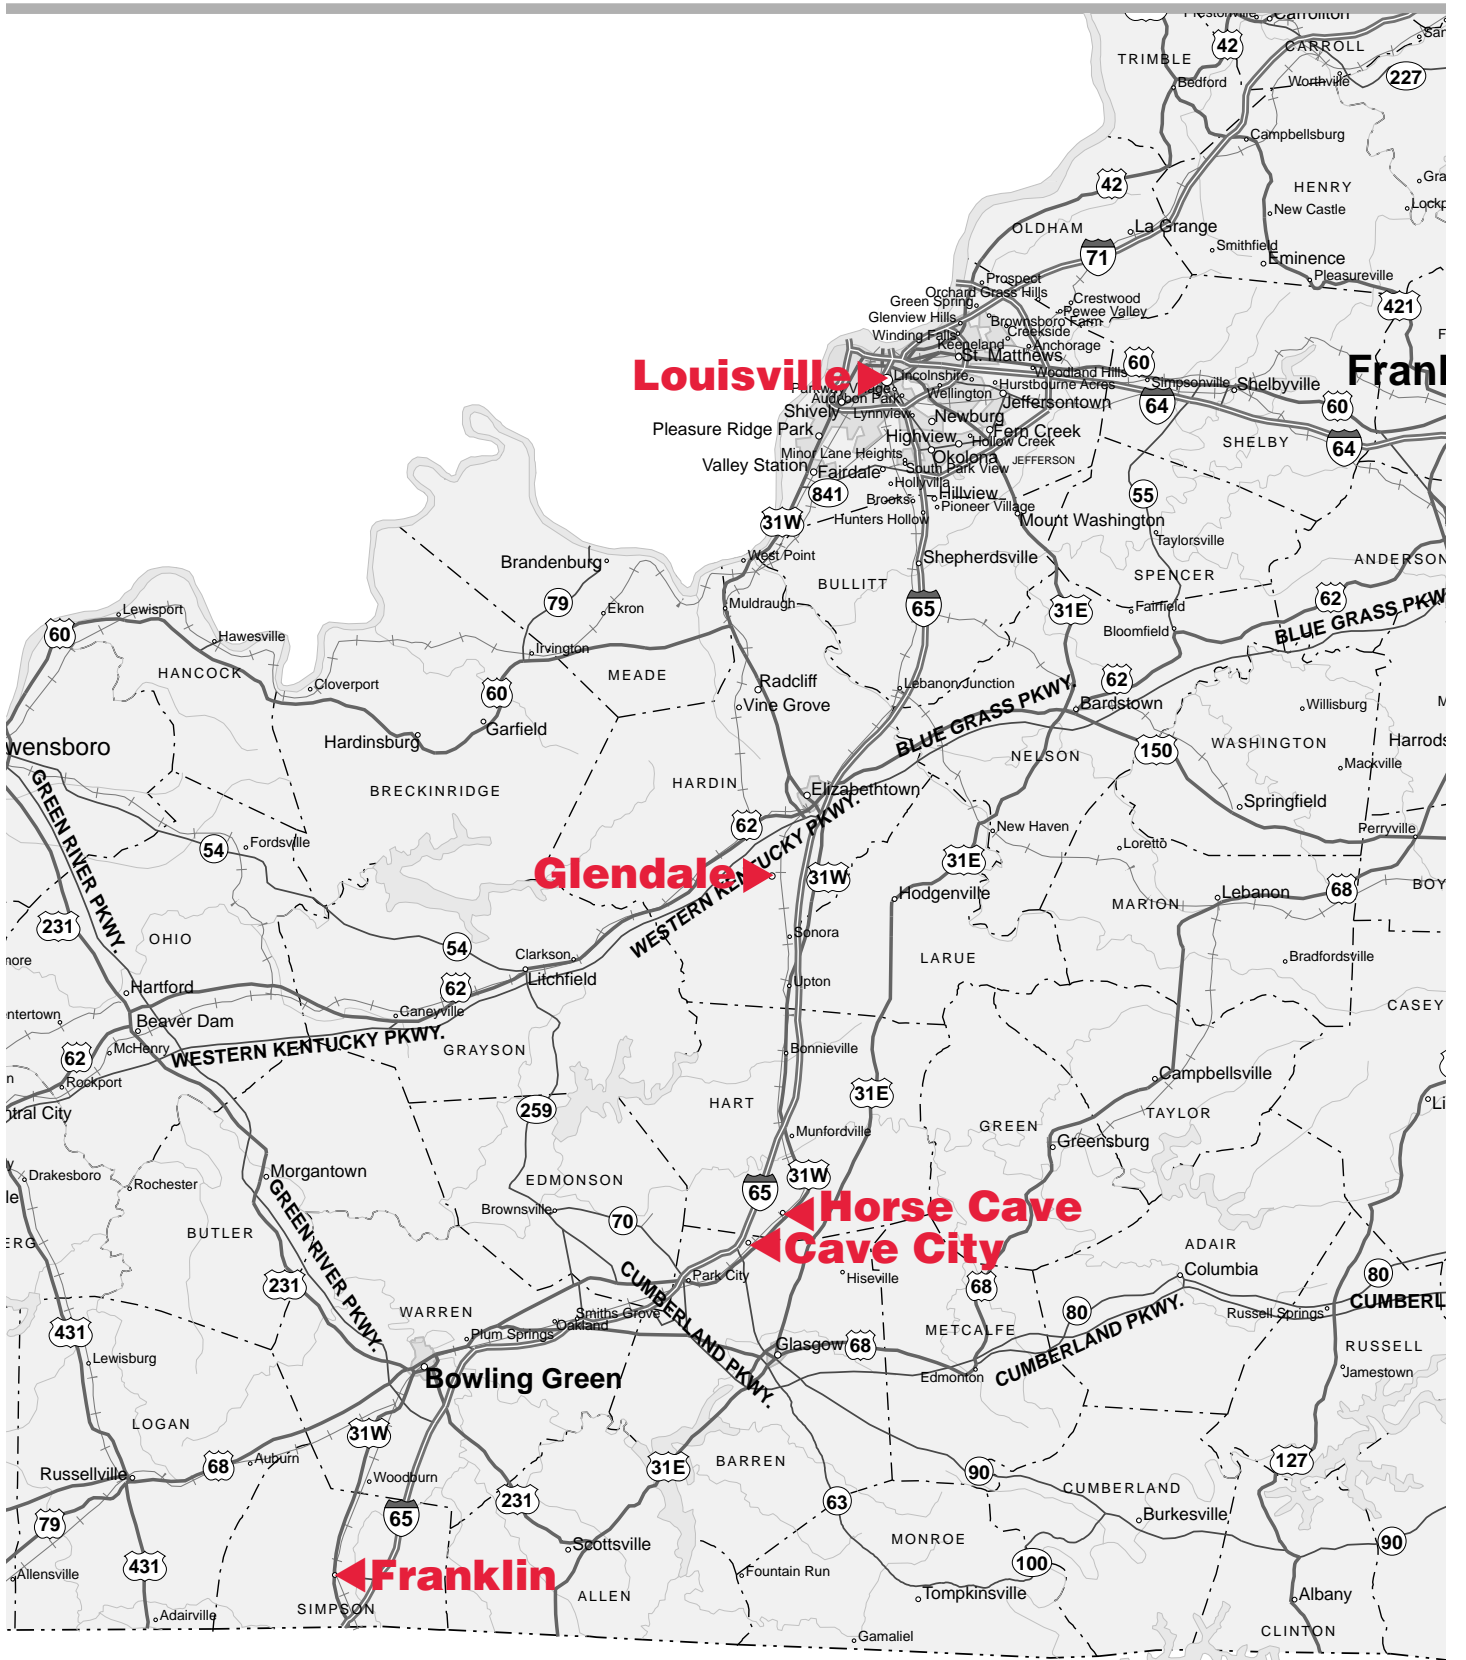 Carrollton
42
CARROLL
TRIMBLE
Bedford
Worthville
227
Campbellsburg
42
HENRY
New Castle
OLDHAM
La Grange
Smithfield
Eminence
71
Pleasureville
Prospect
Orchard Grass Hills
Green Spring
Crestwood
Pewee Valley
421
Glenview Hills
Brownsboro Farm
Winding Falls
Creekside
Keeneland
Anchorage
St. Matthews
60
Frank
Louisville
Lincolnshire
Woodland Hills
Simpsonville
Shelbyville
Parkway Village
Hurstbourne Acres
Audubon Park
Wellington
Jeffersontown
64
60
Shively
Lynnview
Newburg
Pleasure Ridge Park
Highview
Fern Creek
Hollow Creek
SHELBY
64
Minor Lane Heights
Okolona
JEFFERSON
Valley Station
Fairdale
South Park View
Hollyvilla
841
Brooks
Hillview
55
Pioneer Village
31W
Hunters Hollow
Mount Washington
Taylorsville
West Point
Shepherdsville
ANDERSON
Brandenburg
BULLITT
SPENCER
79
Ekron
Muldraugh
65
31E
Fairfield
62
BLUE GRASS PKW
Lewisport
60
Hawesville
Bloomfield
Irvington
HANCOCK
MEADE
Cloverport
60
Radcliff
Lebanon Junction
62
Vine Grove
BLUE GRASS PKWY.
Bardstown
Willisburg
Garfield
Hardinsburg
wensboro
150
WASHINGTON
Harrods
NELSON
Mackville
GREEN RIVER PKWY.
HARDIN
BRECKINRIDGE
Elizabethtown
Springfield
62
New Haven
Perryville
54
Fordsville
Loretto
31E
Glendale
WESTERN KENTUCKY PKWY.
31W
Hodgenville
Lebanon
68
BOY
MARION
231
OHIO
Sonora
54
Clarkson
LARUE
Bradfordsville
more
Litchfield
Upton
Hartford
62
Caneyville
CASEY
ntertown
Beaver Dam
McHenry
WESTERN KENTUCKY PKWY.
GRAYSON
Bonnieville
62
Rockport
Campbellsville
31E
ntral City
259
HART
TAYLOR
Li
GREEN
Munfordville
Greensburg
Drakesboro
Morgantown
Rochester
31W
EDMONSON
65
GREEN RIVER PKWY.
Brownsville
70
Horse Cave
BUTLER
Cave City
ADAIR
ERG
Hiseville
Columbia
Park City
80
231
CUMBERLAND PKWY.
68
WARREN
Smiths Grove
80
Russell Springs
CUMBERL
Oakland
431
Plum Springs
METCALFE
CUMBERLAND PKWY.
Glasgow
68
RUSSELL
Lewisburg
Bowling Green
Edmonton
Jamestown
LOGAN
31W
Auburn
68
BARREN
127
Russellville
Woodburn
31E
90
CUMBERLAND
231
63
Burkesville
65
79
MONROE
90
Scottsville
431
100
Allensville
Franklin
Fountain Run
Tompkinsville
Albany
ALLEN
SIMPSON
Adairville
CLINTON
Gamaliel